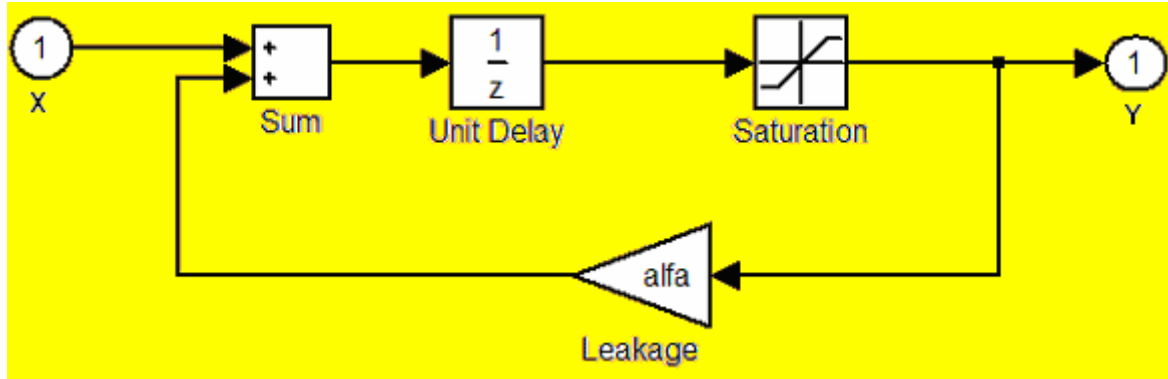 1
X
+
+
Sum
1
z
Unit Delay
Saturation
1
Y
alfa
Leakage